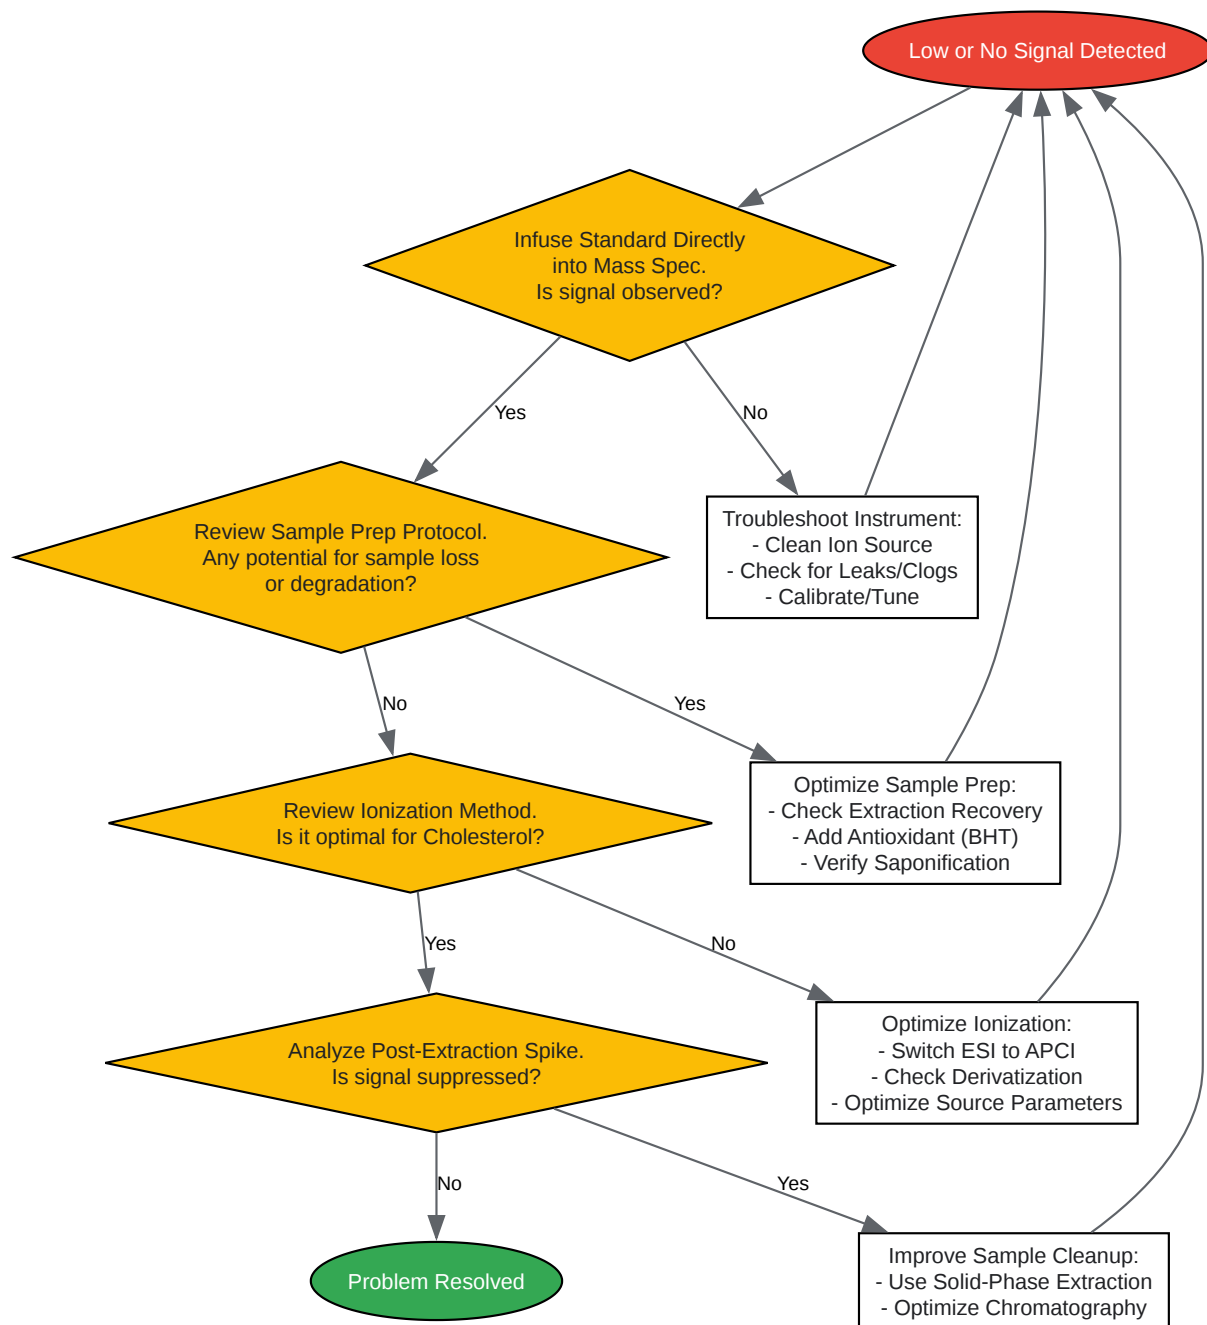 Low or No Signal Detected
Infuse Standard Directly
into Mass Spec.
Is signal observed?
Yes
No
Review Sample Prep Protocol.
Any potential for sample loss
or degradation?
Troubleshoot Instrument:
- Clean Ion Source
- Check for Leaks/Clogs
- Calibrate/Tune
No
Yes
Review Ionization Method.
Is it optimal for Cholesterol?
Optimize Sample Prep:
- Check Extraction Recovery
- Add Antioxidant (BHT)
- Verify Saponification
Yes
No
Analyze Post-Extraction Spike.
Is signal suppressed?
Optimize Ionization:
- Switch ESI to APCI
- Check Derivatization
- Optimize Source Parameters
No
Yes
Problem Resolved
Improve Sample Cleanup:
- Use Solid-Phase Extraction
- Optimize Chromatography